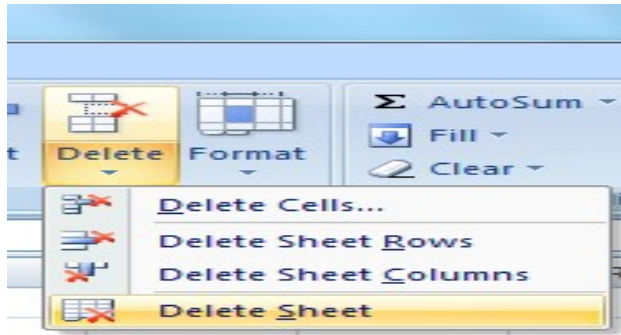 AutoSum
Fill
Delete Format
Clear
Delete Cells...
Delete Sheet Rows
Delete Sheet Columns
Delete Sheet